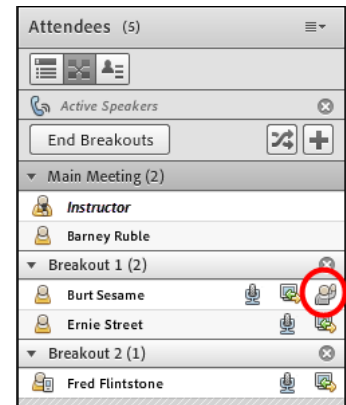 Attendees (5)
Active Speakers
End Breakouts
Main Meeting (2)
Instructor
Barney Ruble
Breakout 1 (2)
Burt Sesame
Ernie Street
Breakout 2 (1)
Fred Flintstone